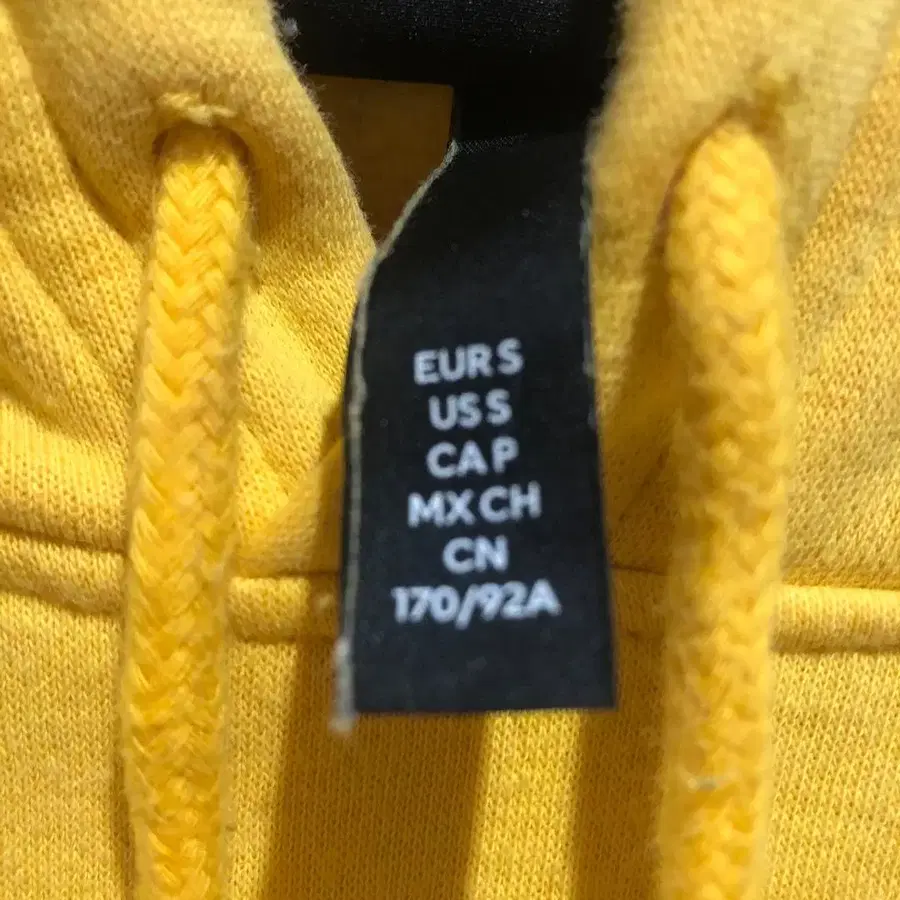 EUR S
US S
CA P
MX CH
CN
170/92A